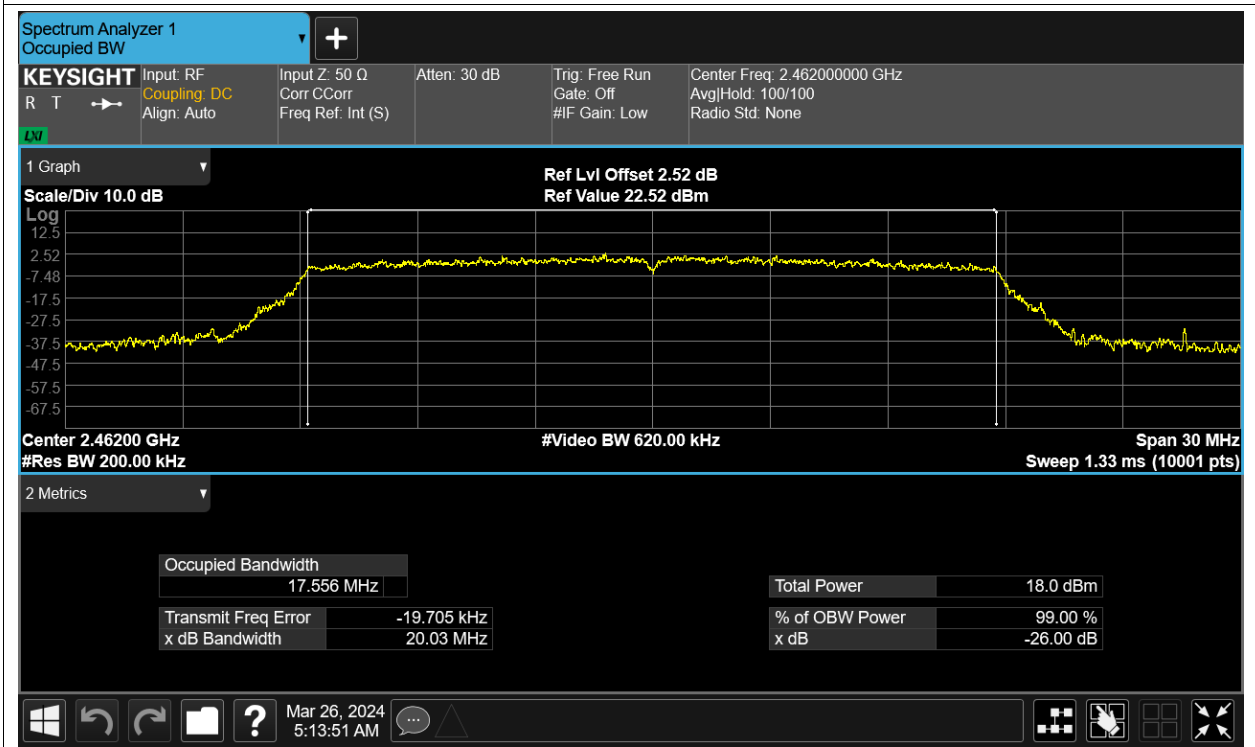 Spectrum Analyzer 1
Occupied BW
KEYSIGHT
R T
LXI
Input: RF
Coupling: DC
Align: Auto
Input Z: 50 Ω
Corr CCorr
Freq Ref: Int (S)
Atten: 30 dB
Trig: Free Run
Gate: Off
#IF Gain: Low
Center Freq: 2.462000000 GHz
Avg|Hold: 100/100
Radio Std: None
1 Graph
Scale/Div 10.0 dB
Ref Lvl Offset 2.52 dB
Ref Value 22.52 dBm
Log
12.5
2.52
-7.48
-17.5
-27.5
-37.5
-47.5
-57.5
-67.5
Center 2.46200 GHz
#Res BW 200.00 kHz
#Video BW 620.00 kHz
Span 30 MHz
Sweep 1.33 ms (10001 pts)
2 Metrics
Occupied Bandwidth
17.556 MHz
Transmit Freq Error -19.705 kHz
x dB Bandwidth 20.03 MHz
Total Power 18.0 dBm
% of OBW Power 99.00 %
x dB -26.00 dB
Mar 26, 2024
5:13:51 AM